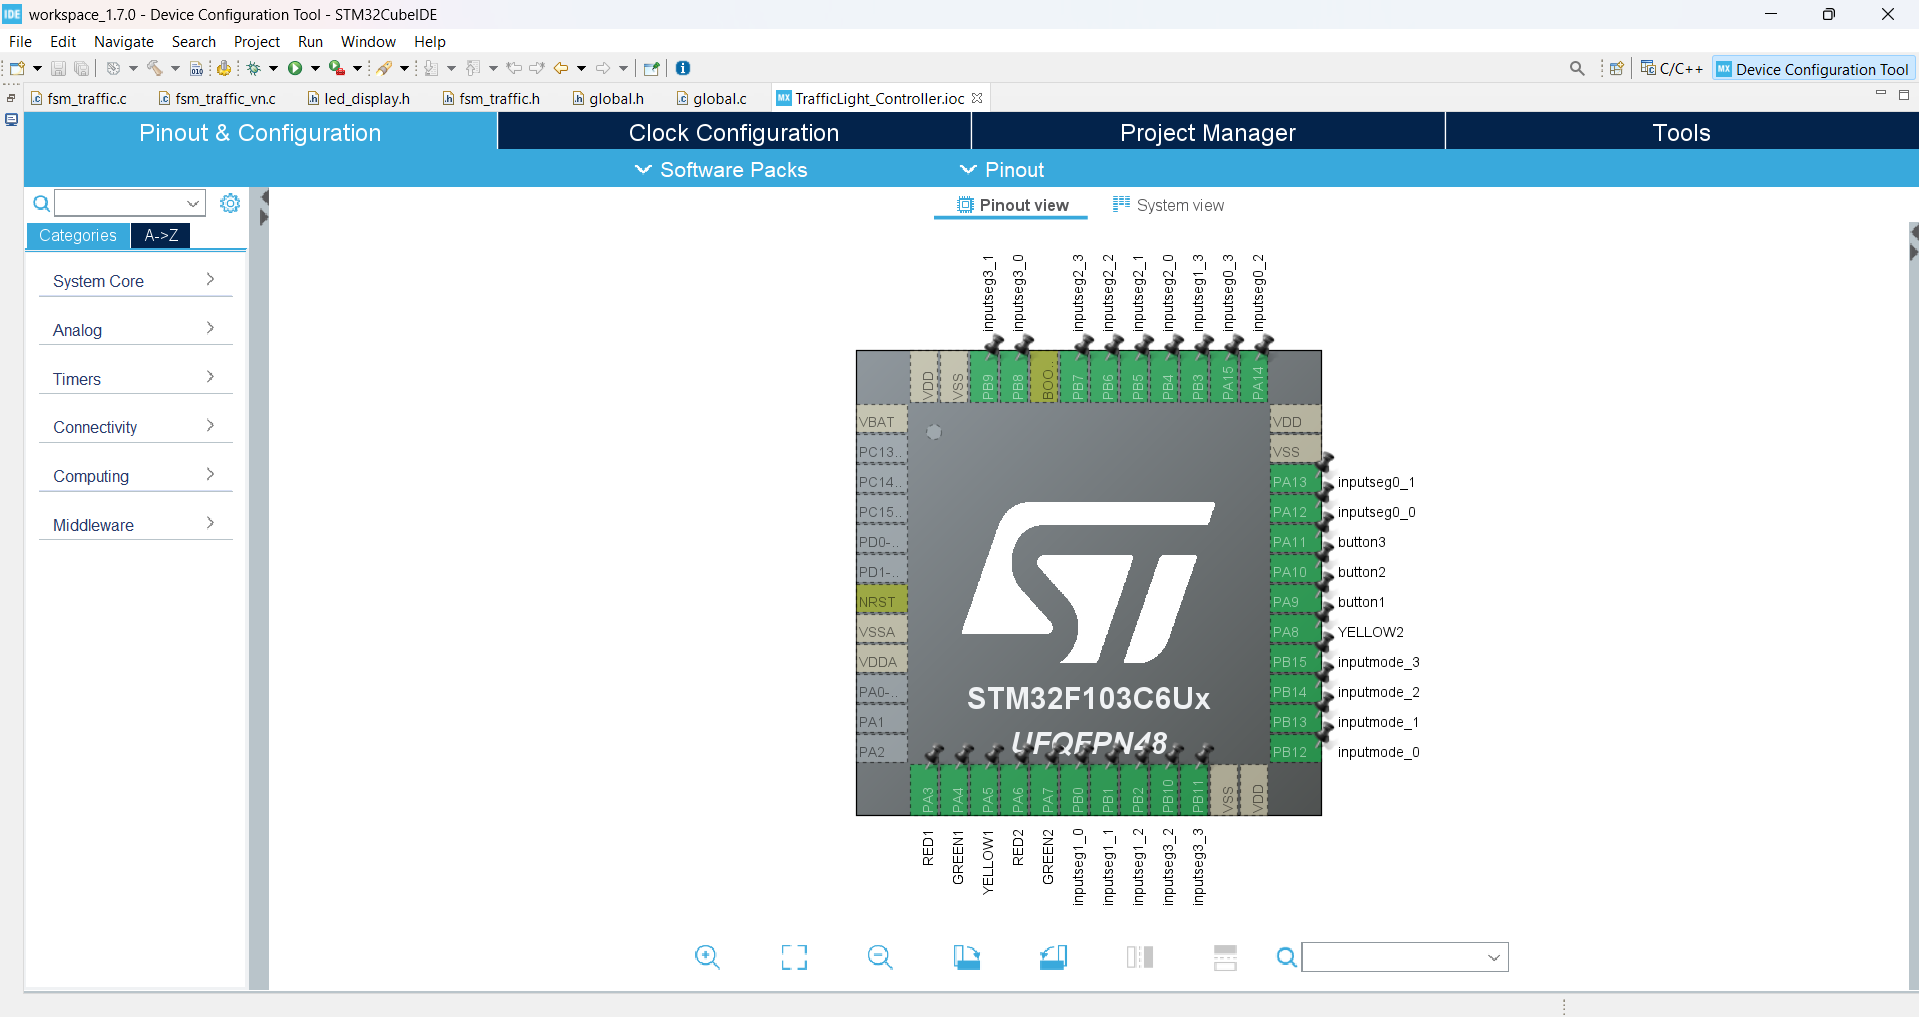 IDE workspace_1.7.0 - Device Configuration Tool - STM32CubeIDE
File Edit Navigate Search Project Run Window Help
010 C/C++ MX Device Configuration Tool
fsm_traffic.c fsm_traffic_vn.c led_display.h fsm_traffic.h global.h global.c MX TrafficLight_Controller.ioc
Pinout & Configuration Clock Configuration Project Manager Tools
Software Packs Pinout
Pinout view System view
Categories A->Z
System Core
Analog
Timers
Connectivity
Computing
Middleware
inputseg3_1 inputseg3_0 inputseg2_3 inputseg2_2 inputseg2_1 inputseg2_0 inputseg1_3 inputseg0_3 inputseg0_2
VDD VSS PB9 PB8 BOO.. PB7 PB6 PB5 PB4 PB3 PA15 PA14
VBAT VDD
PC13.. VSS
PC14.. PA13 inputseg0_1
PC15.. PA12 inputseg0_0
PD0-.. PA11 button3
PD1-.. PA10 button2
NRST PA9 button1
VSSA PA8 YELLOW2
VDDA PB15 inputmode_3
PA0-.. PB14 inputmode_2
PA1 PB13 inputmode_1
PA2 PB12 inputmode_0
ST
STM32F103C6Ux
UFQFPN48
PA3 PA4 PA5 PA6 PA7 PB0 PB1 PB2 PB10 PB11 VSS VDD
RED1 GREEN1 YELLOW1 RED2 GREEN2 inputseg1_0 inputseg1_1 inputseg1_2 inputseg3_2 inputseg3_3